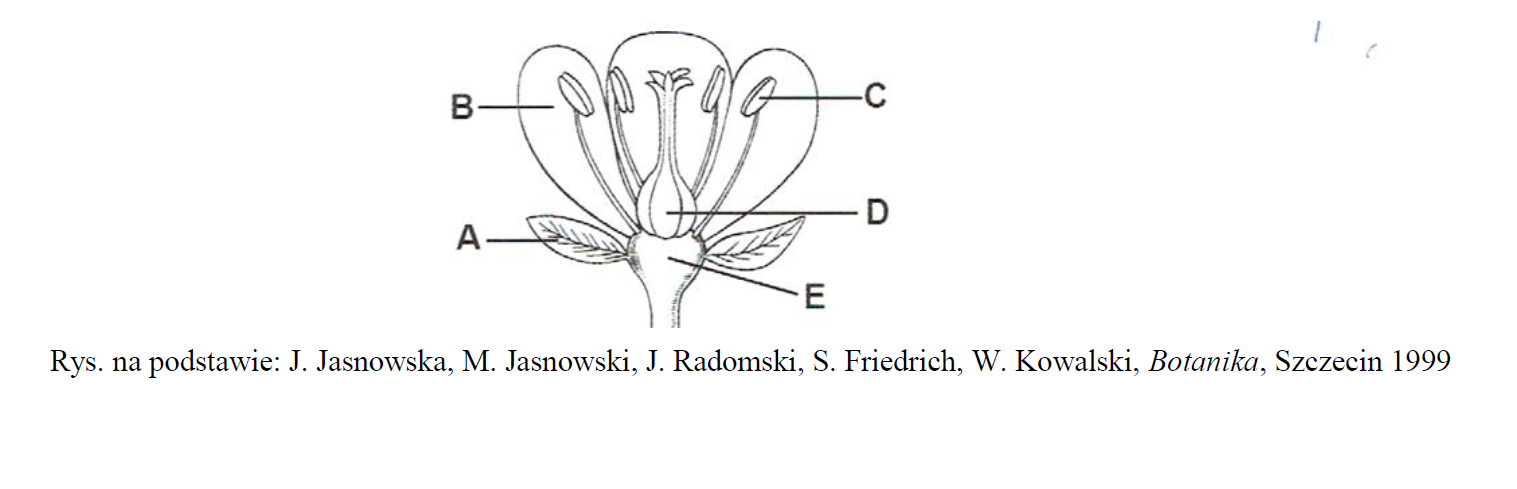 B
C
D
A
E
Rys. na podstawie: J. Jasnowska, M. Jasnowski, J. Radomski, S. Friedrich, W. Kowalski, Botanika, Szczecin 1999